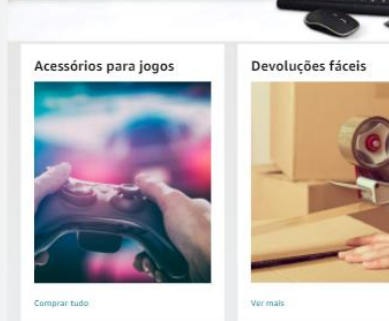 Acessórios para jogos
Devoluções fáceis
Comprar tudo
Ver mais